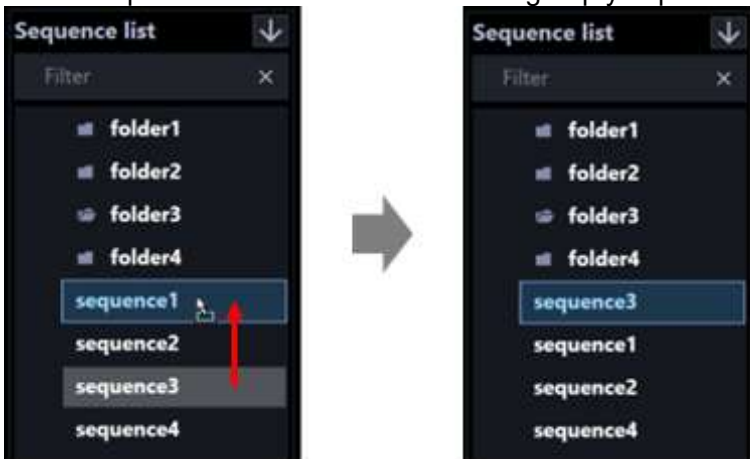 Sequence list
Filter
folder1
folder2
folder3
folder4
sequence1
sequence2
sequence3
sequence4
Sequence list
Filter
folder1
folder2
folder3
folder4
sequence3
sequence1
sequence2
sequence4